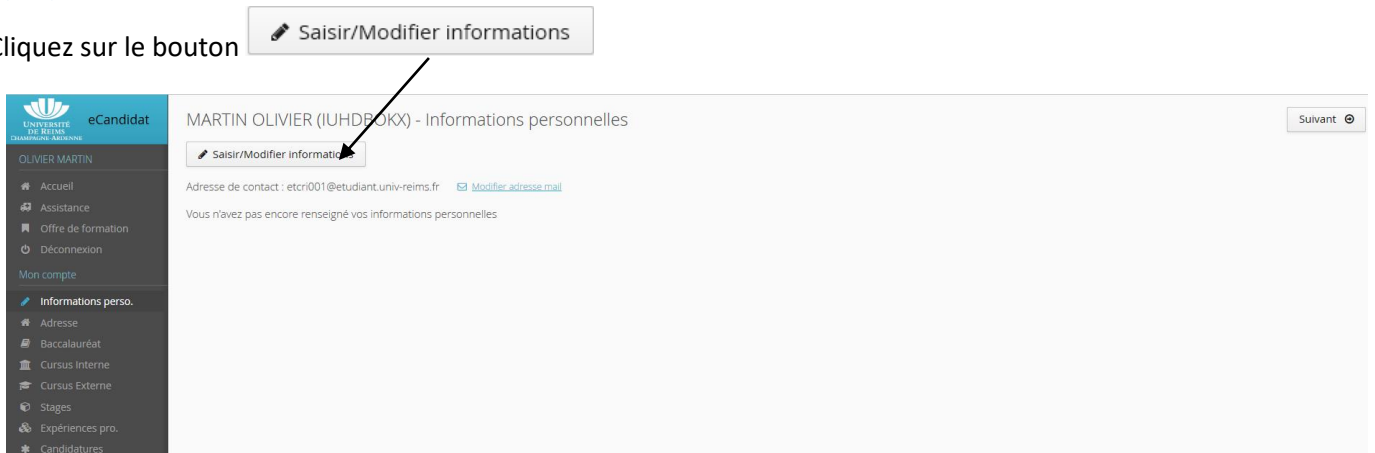 Cliquez sur le bouton Saisir/Modifier informations
UNIVERSITÉ
DE REIMS
CHAMPAGNE-ARDENNE
eCandidat
MARTIN OLIVIER (IUHDBOKX) - Informations personnelles
Suivant
OLIVIER MARTIN
Saisir/Modifier informations
Accueil
Adresse de contact : etcri001@etudiant.univ-reims.fr Modifier adresse mail
Assistance
Vous n'avez pas encore renseigné vos informations personnelles
Offre de formation
Déconnexion
Mon compte
Informations perso.
Adresse
Baccalauréat
Cursus Interne
Cursus Externe
Stages
Expériences pro.
Candidatures